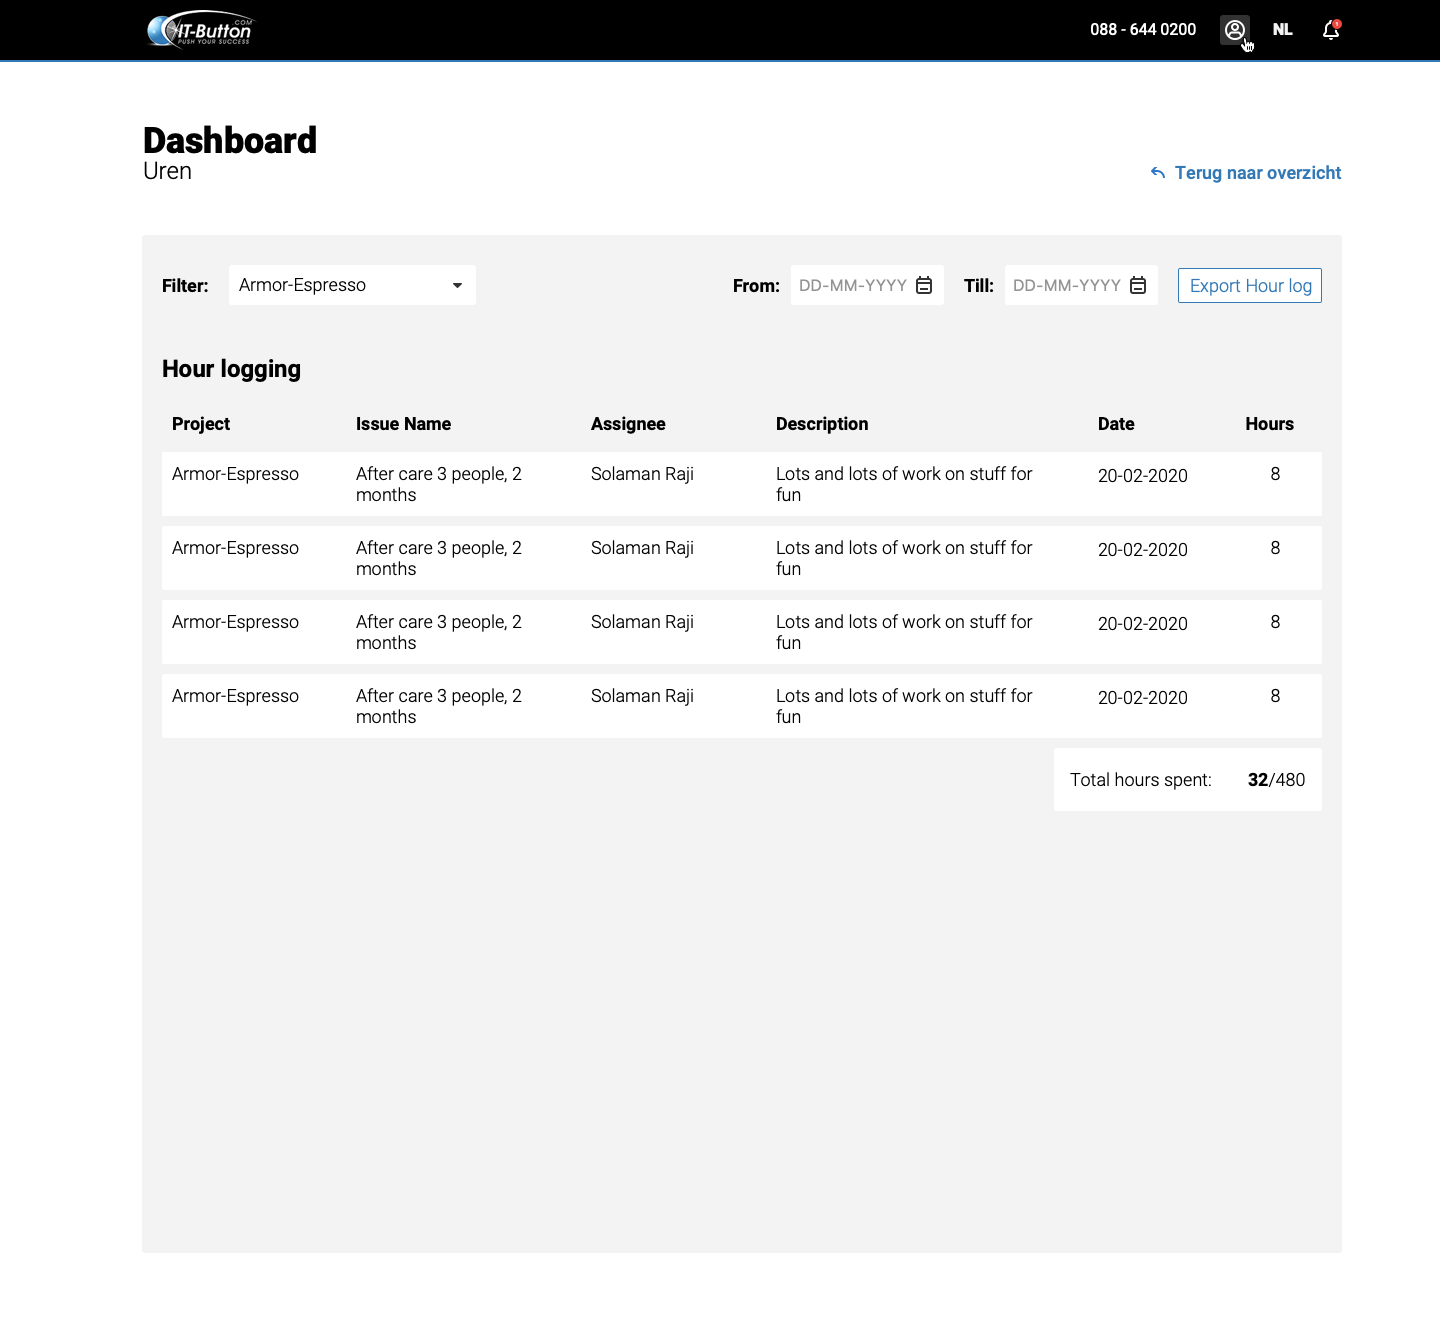 IT-Button
.COM
PUSH YOUR SUCCESS
088 - 644 0200
NL
1
Dashboard
Uren
Terug naar overzicht
Filter:
Armor-Espresso
From:
DD-MM-YYYY
Till:
DD-MM-YYYY
Export Hour log
Hour logging
Project
Issue Name
Assignee
Description
Date
Hours
Armor-Espresso
After care 3 people, 2
months
Solaman Raji
Lots and lots of work on stuff for
fun
20-02-2020
8
Armor-Espresso
After care 3 people, 2
months
Solaman Raji
Lots and lots of work on stuff for
fun
20-02-2020
8
Armor-Espresso
After care 3 people, 2
months
Solaman Raji
Lots and lots of work on stuff for
fun
20-02-2020
8
Armor-Espresso
After care 3 people, 2
months
Solaman Raji
Lots and lots of work on stuff for
fun
20-02-2020
8
Total hours spent:
32/480